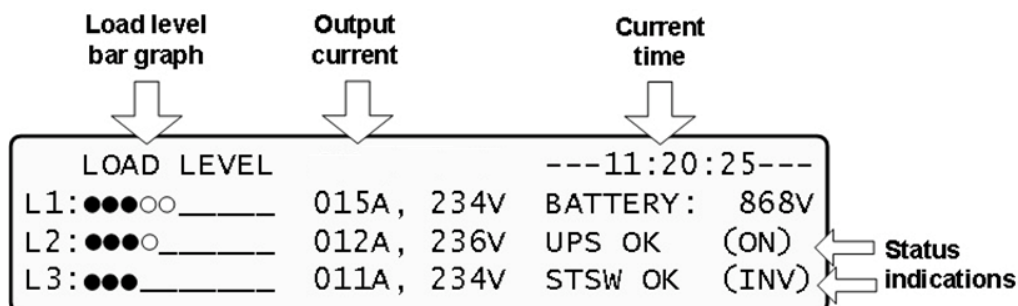 Load level
bar graph
Output
current
Current
time
LOAD LEVEL ---11:20:25---
L1:●●●○○_____ 015A, 234V BATTERY: 868V
L2:●●●○______ 012A, 236V UPS OK (ON)
L3:●●●_______ 011A, 234V STSW OK (INV)
Status
indications